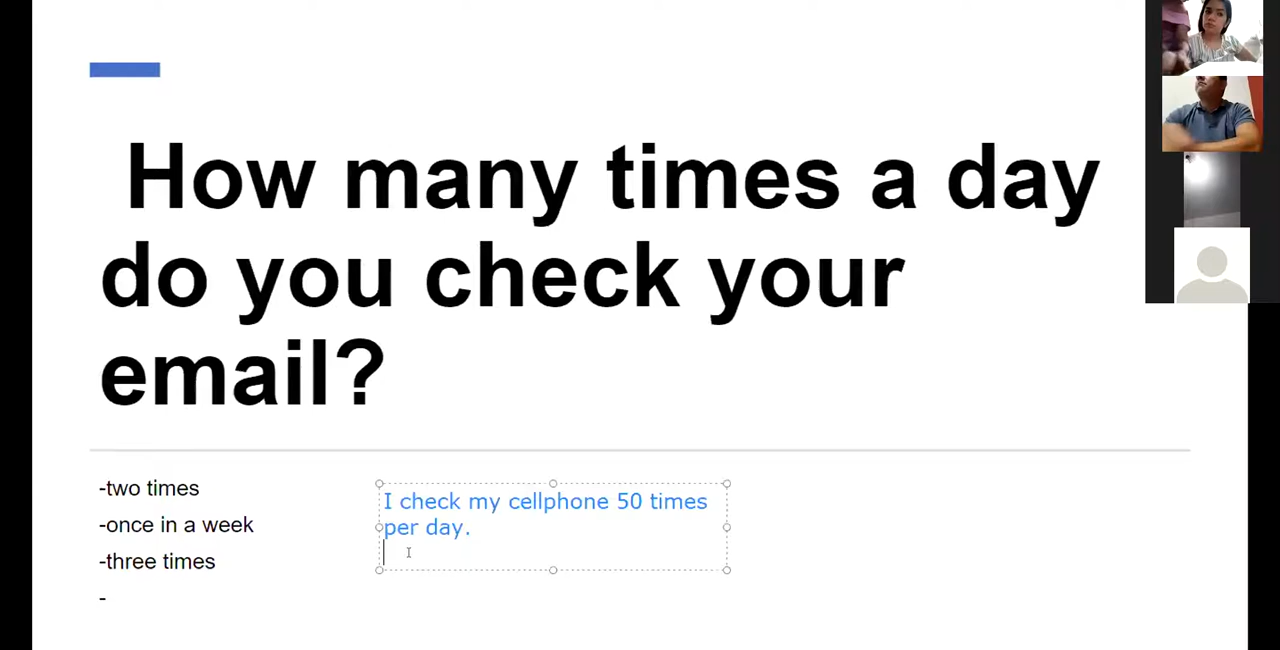 How many times a day
do you check your
email?
-two times
-once in a week
-three times
-
I check my cellphone 50 times
per day.